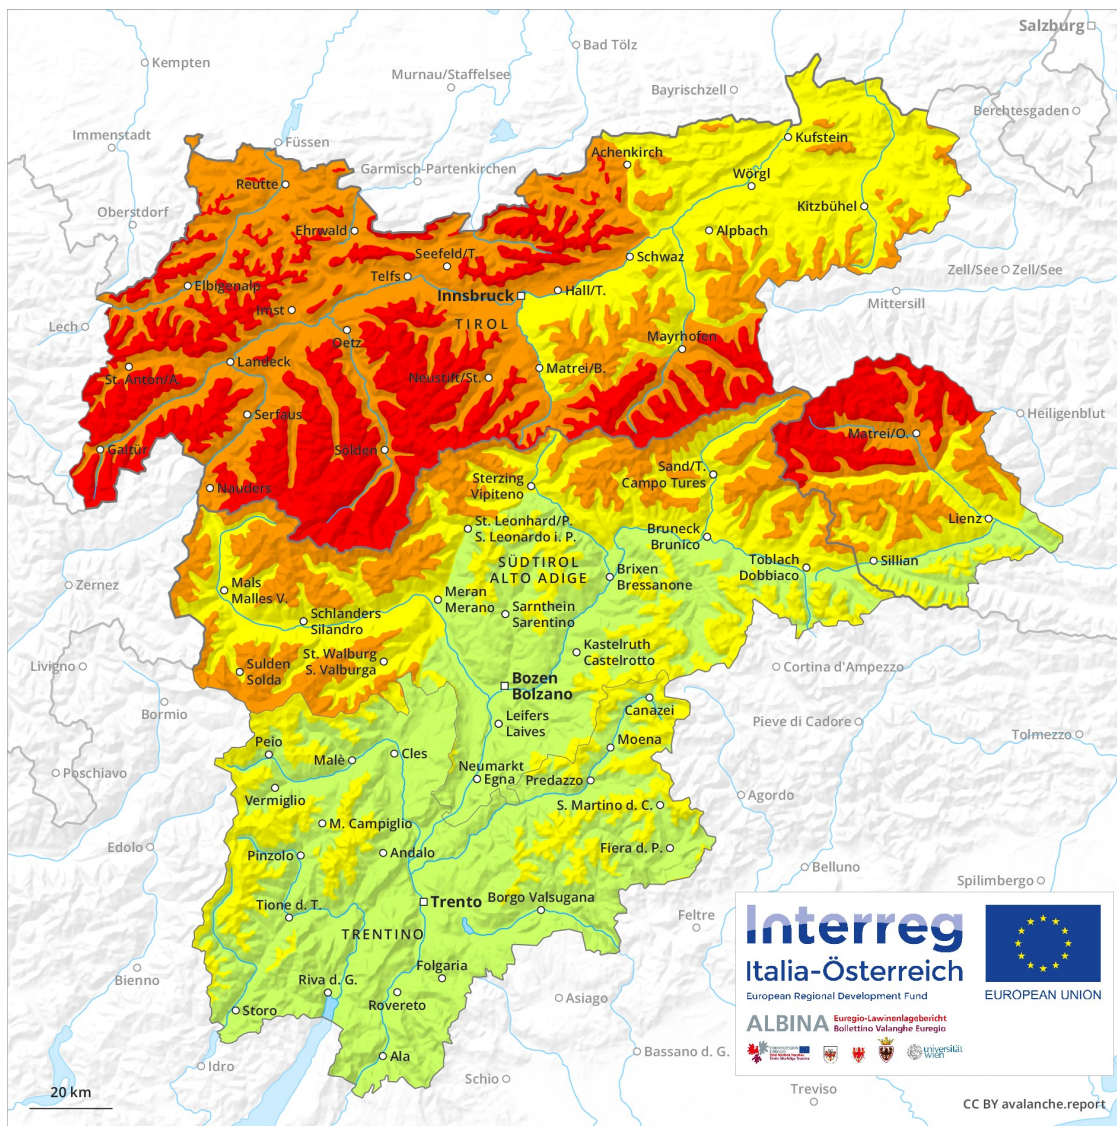 Salzburg
Bad Tölz
Kempten
Murnau/Staffelsee
Bayrischzell
Berchtesgaden
Immenstadt
Füssen
Kufstein
Achenkirch
Garmisch-Partenkirchen
Wörgl
Reutte
Oberstdorf
Kitzbühel
Ehrwald
Alpbach
Seefeld/T.
Schwaz
Telfs
Zell/See
Zell/See
Elbigenalp
Innsbruck
Hall/T.
Mittersill
Imst
TIROL
Lech
Oetz
Mayrhofen
Landeck
Matrei/B.
St. Anton/A.
Neustift/St.
Serfaus
Heiligenblut
Matrei/O.
Galtür
Sölden
Sand/T.
Campo Tures
Sterzing
Vipiteno
Nauders
St. Leonhard/P.
S. Leonardo i. P.
Lienz
Bruneck
Brunico
SÜDTIROL
ALTO ADIGE
Toblach
Dobbiaco
Sillian
Brixen
Bressanone
Zernez
Mals
Malles V.
Meran
Merano
Sarnthein
Sarentino
Schlanders
Silandro
Kastelruth
Castelrotto
St. Walburg
S. Valburga
Livigno
Sulden
Solda
Cortina d'Ampezzo
Bozen
Bolzano
Canazei
Bormio
Leifers
Laives
Pieve di Cadore
Tolmezzo
Peio
Moena
Cles
Malè
Poschiavo
Neumarkt
Egna
Predazzo
Vermiglio
Agordo
S. Martino d. C.
M. Campiglio
Edolo
Pinzolo
Andalo
Fiera d. P.
Belluno
Spilimbergo
Tione d. T.
Trento
Borgo Valsugana
Feltre
TRENTINO
Interreg
Italia-Österreich
European Regional Development Fund
EUROPEAN UNION
Folgaria
Bienno
Riva d. G.
Asiago
Storo
Rovereto
ALBINA
Euregio-Lawinenlagebericht
Bollettino Valanghe Euregio
universität
wien
Ala
Bassano d. G.
Idro
Schio
Treviso
20 km
CC BY avalanche.report